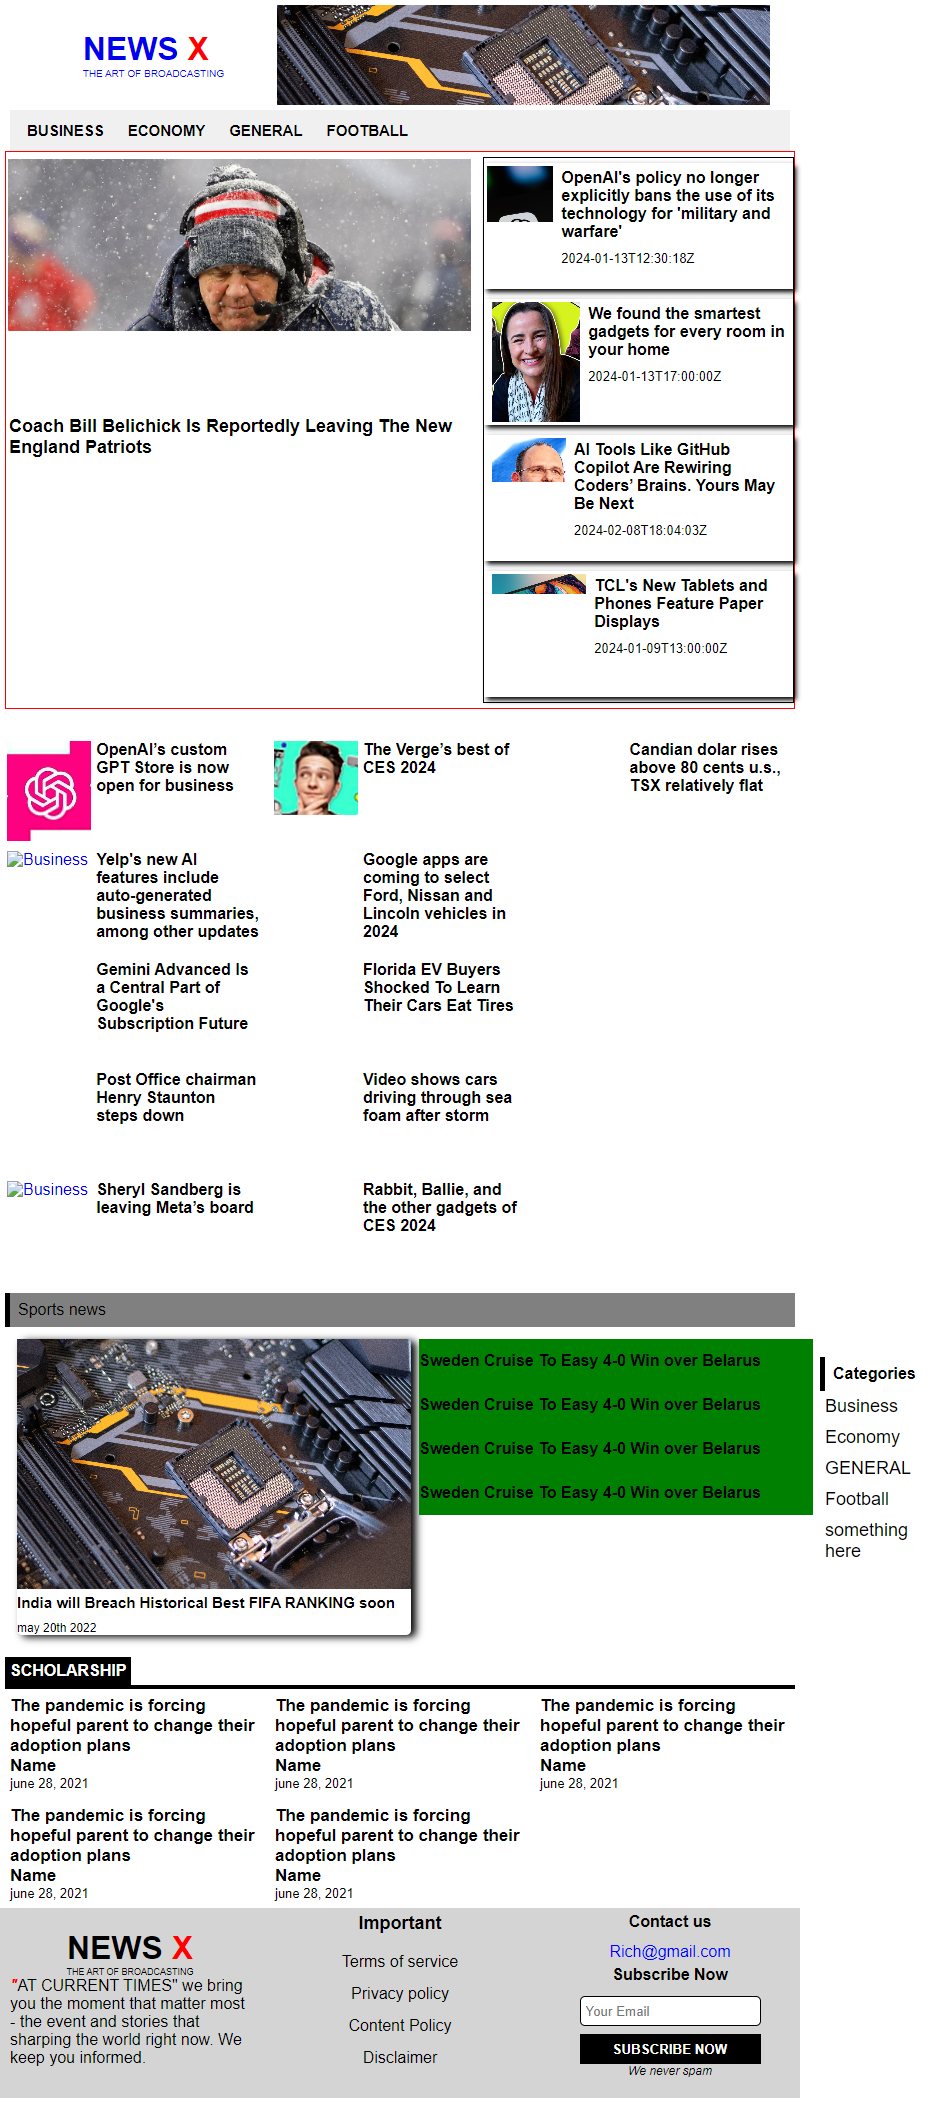 NEWS X
THE ART OF BROADCASTING
BUSINESS ECONOMY GENERAL FOOTBALL
Coach Bill Belichick Is Reportedly Leaving The New
England Patriots
OpenAI's policy no longer
explicitly bans the use of its
technology for 'military and
warfare'
2024-01-13T12:30:18Z
We found the smartest
gadgets for every room in
your home
2024-01-13T17:00:00Z
AI Tools Like GitHub
Copilot Are Rewiring
Coders’ Brains. Yours May
Be Next
2024-02-08T18:04:03Z
TCL's New Tablets and
Phones Feature Paper
Displays
2024-01-09T13:00:00Z
OpenAI’s custom
GPT Store is now
open for business
The Verge’s best of
CES 2024
Candian dolar rises
above 80 cents u.s.,
TSX relatively flat
Business
Yelp's new AI
features include
auto-generated
business summaries,
among other updates
Google apps are
coming to select
Ford, Nissan and
Lincoln vehicles in
2024
Gemini Advanced Is
a Central Part of
Google's
Subscription Future
Florida EV Buyers
Shocked To Learn
Their Cars Eat Tires
Post Office chairman
Henry Staunton
steps down
Video shows cars
driving through sea
foam after storm
Business
Sheryl Sandberg is
leaving Meta’s board
Rabbit, Ballie, and
the other gadgets of
CES 2024
Sports news
India will Breach Historical Best FIFA RANKING soon
may 20th 2022
Sweden Cruise To Easy 4-0 Win over Belarus
Sweden Cruise To Easy 4-0 Win over Belarus
Sweden Cruise To Easy 4-0 Win over Belarus
Sweden Cruise To Easy 4-0 Win over Belarus
Categories
Business
Economy
GENERAL
Football
something
here
SCHOLARSHIP
The pandemic is forcing
hopeful parent to change their
adoption plans
Name
june 28, 2021
The pandemic is forcing
hopeful parent to change their
adoption plans
Name
june 28, 2021
The pandemic is forcing
hopeful parent to change their
adoption plans
Name
june 28, 2021
The pandemic is forcing
hopeful parent to change their
adoption plans
Name
june 28, 2021
The pandemic is forcing
hopeful parent to change their
adoption plans
Name
june 28, 2021
NEWS X
THE ART OF BROADCASTING
"AT CURRENT TIMES" we bring
you the moment that matter most
- the event and stories that
sharping the world right now. We
keep you informed.
Important
Terms of service
Privacy policy
Content Policy
Disclaimer
Contact us
Rich@gmail.com
Subscribe Now
Your Email
SUBSCRIBE NOW
We never spam